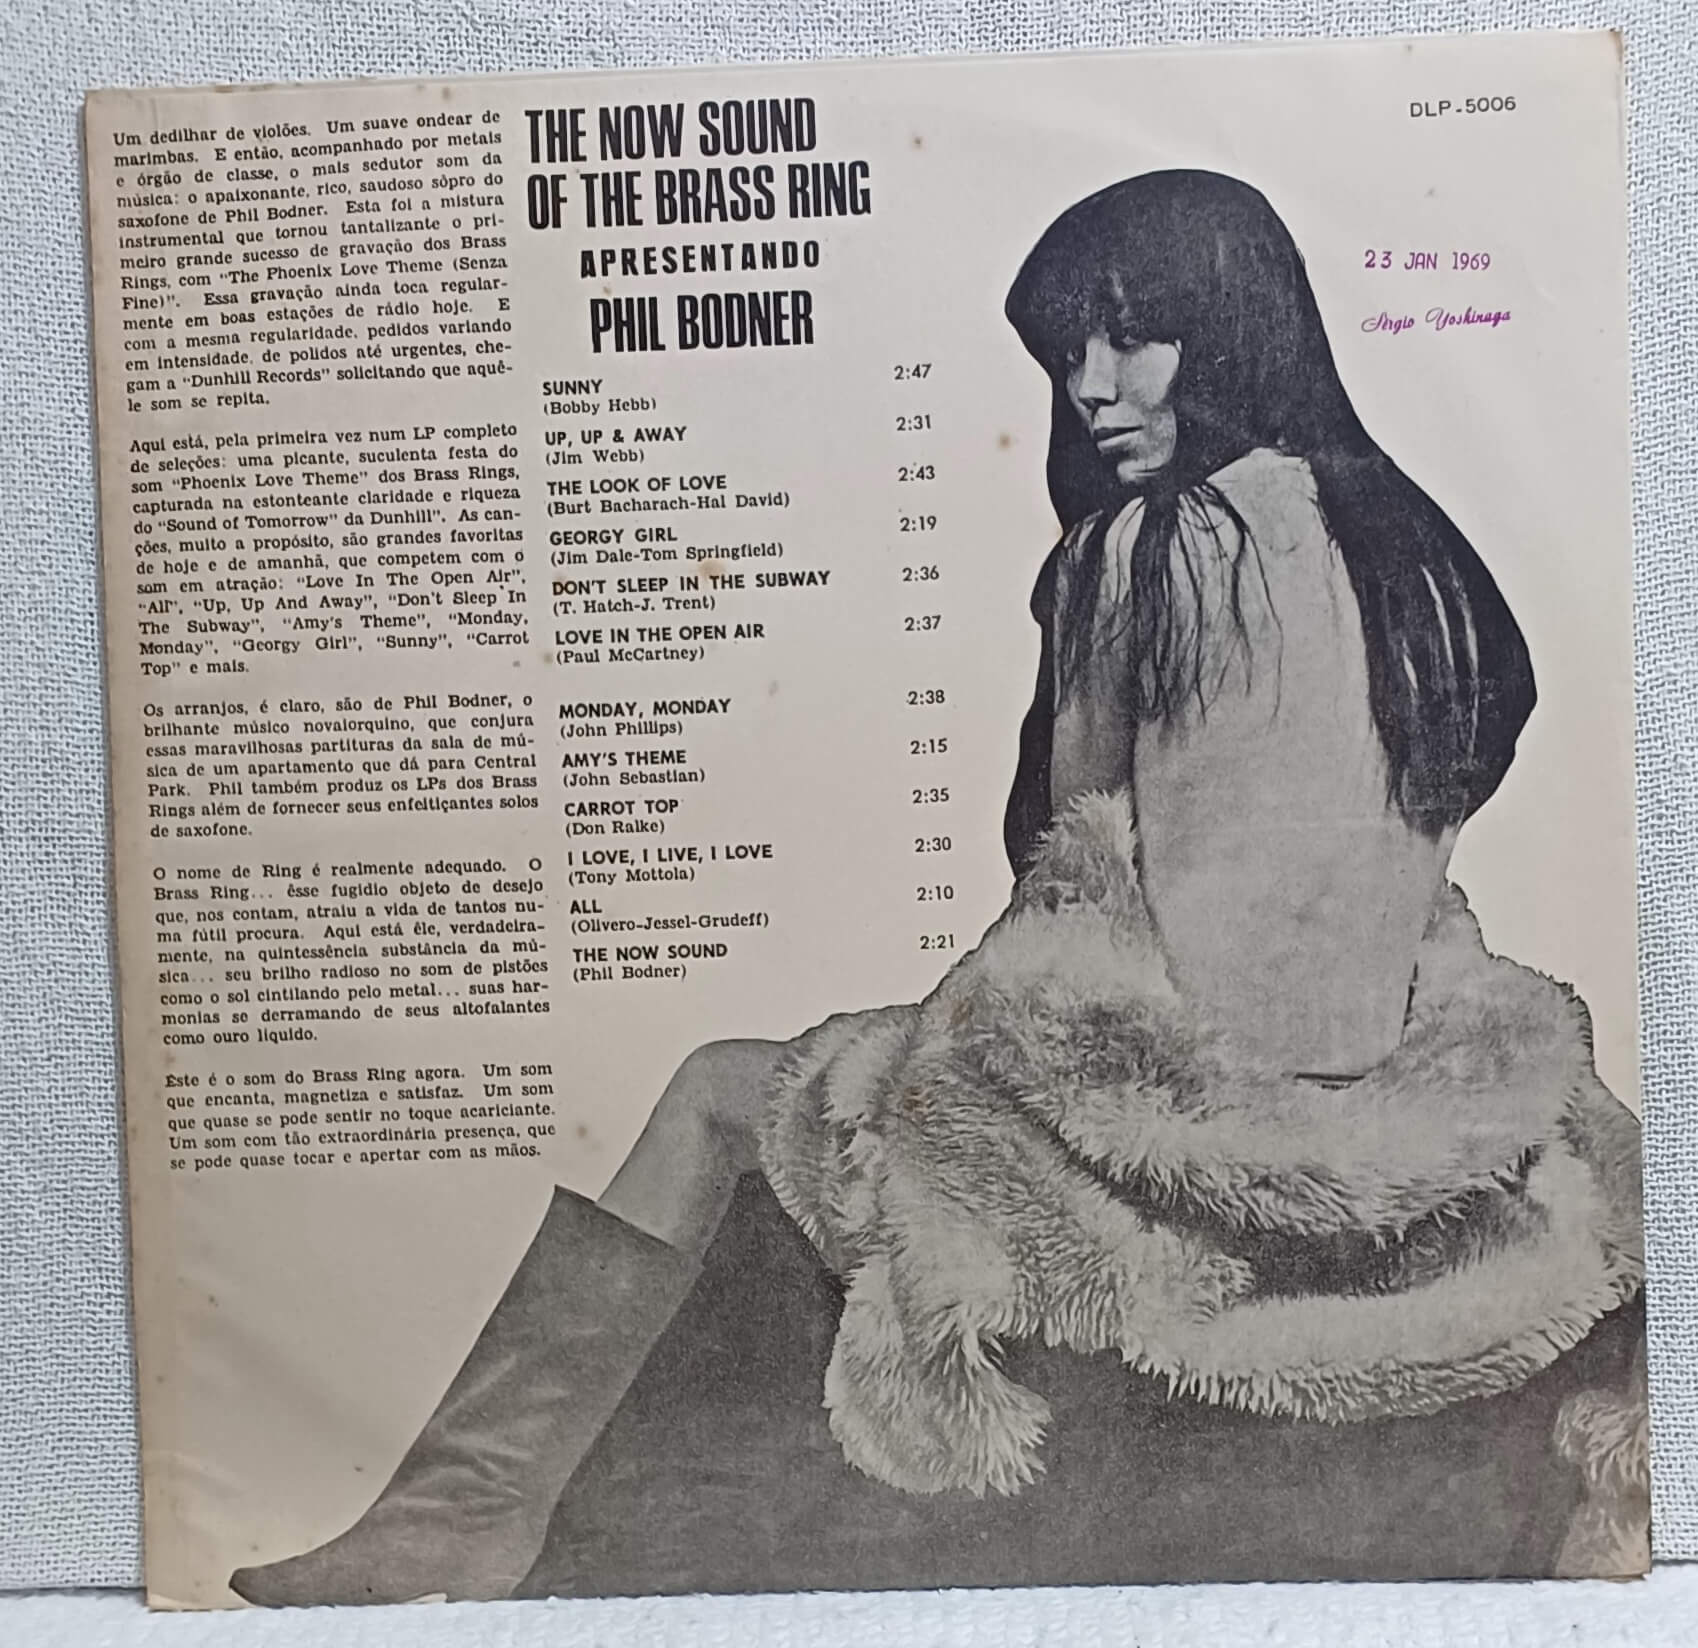 DLP-5006
THE NOW SOUND
OF THE BRASS RING
APRESENTANDO
PHIL BODNER
23 JAN 1969
Sérgio Yoshinaga
Um dedilhar de violões. Um suave ondear de
marimbas. E então, acompanhado por metais
e órgão de classe, o mais sedutor som da
música: o apaixonante, rico, saudoso sôpro do
saxofone de Phil Bodner. Esta foi a mistura
instrumental que tornou tantalizante o pri-
meiro grande sucesso de gravação dos Brass
Rings, com "The Phoenix Love Theme (Senza
Fine)". Essa gravação ainda toca regular-
mente em boas estações de rádio hoje. E
com a mesma regularidade, pedidos variando
em intensidade, de polidos até urgentes, che-
gam a "Dunhill Records" solicitando que aquê-
le som se repita.
Aqui está, pela primeira vez num LP completo
de seleções: uma picante, suculenta festa do
som "Phoenix Love Theme" dos Brass Rings,
capturada na estonteante claridade e riqueza
do "Sound of Tomorrow" da Dunhill". As can-
ções, muito a propósito, são grandes favoritas
de hoje e de amanhã, que competem com o
som em atração: "Love In The Open Air",
"All", "Up, Up And Away", "Don't Sleep In
The Subway", "Amy's Theme", "Monday,
Monday", "Georgy Girl", "Sunny", "Carrot
Top" e mais.
Os arranjos, é claro, são de Phil Bodner, o
brilhante músico novaiorquino, que conjura
essas maravilhosas partituras da sala de mú-
sica de um apartamento que dá para Central
Park. Phil também produz os LPs dos Brass
Rings além de fornecer seus enfeitiçantes solos
de saxofone.
O nome de Ring é realmente adequado. O
Brass Ring... êsse fugidio objeto de desejo
que, nos contam, atraiu a vida de tantos nu-
ma fútil procura. Aqui está êle, verdadeira-
mente, na quintessência substância da mú-
sica... seu brilho radioso no som de pistões
como o sol cintilando pelo metal... suas har-
monias se derramando de seus altofalantes
como ouro liquido.
Êste é o som do Brass Ring agora. Um som
que encanta, magnetiza e satisfaz. Um som
que quase se pode sentir no toque acariciante.
Um som com tão extraordinária presença, que
se pode quase tocar e apertar com as mãos.
SUNNY 2:47
(Bobby Hebb)
UP, UP & AWAY 2:31
(Jim Webb)
THE LOOK OF LOVE 2:43
(Burt Bacharach-Hal David)
GEORGY GIRL 2:19
(Jim Dale-Tom Springfield)
DON'T SLEEP IN THE SUBWAY 2:36
(T. Hatch-J. Trent)
LOVE IN THE OPEN AIR 2:37
(Paul McCartney)
MONDAY, MONDAY 2:38
(John Phillips)
AMY'S THEME 2:15
(John Sebastian)
CARROT TOP 2:35
(Don Ralke)
I LOVE, I LIVE, I LOVE 2:30
(Tony Mottola)
ALL 2:10
(Olivero-Jessel-Grudeff)
THE NOW SOUND 2:21
(Phil Bodner)